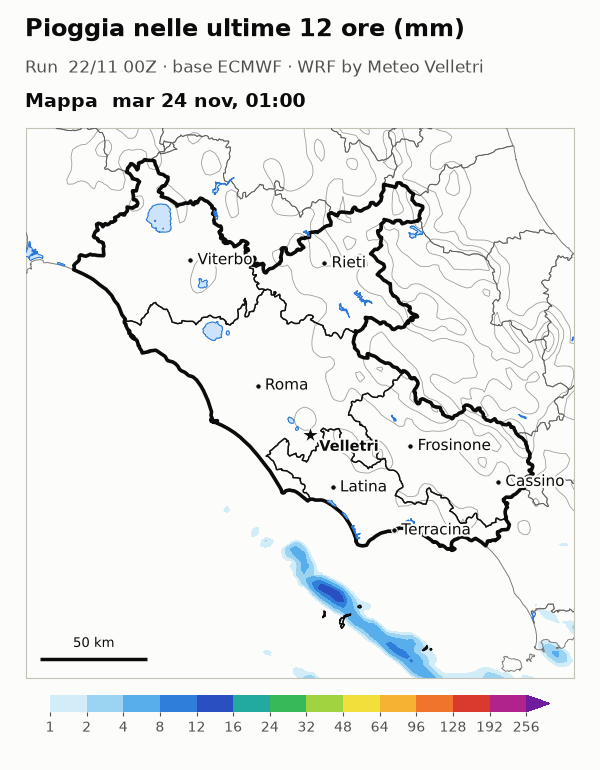 Pioggia nelle ultime 12 ore (mm)
Run  22/11 00Z · base ECMWF · WRF by Meteo Velletri
Mappa  mar 24 nov, 01:00
Viterbo
Rieti
Roma
Velletri
Frosinone
Cassino
Latina
Terracina
50 km
1 2 4 8 12 16 24 32 48 64 96 128 192 256